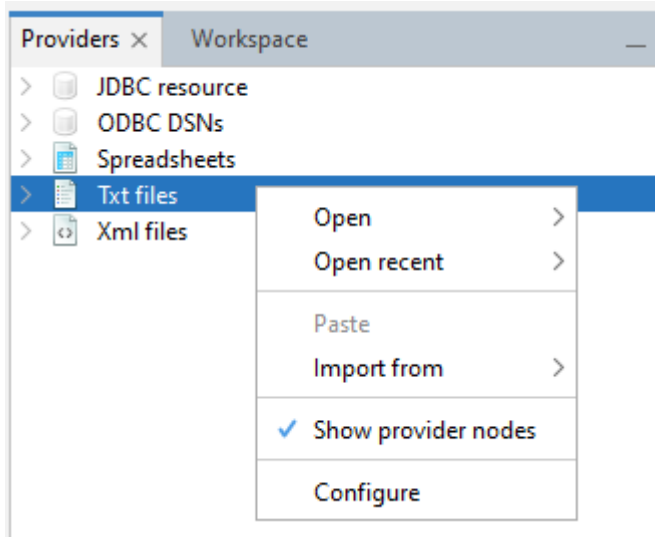 Providers Workspace
JDBC resource
ODBC DSNs
Spreadsheets
Txt files
Xml files
Open
Open recent
Paste
Import from
Show provider nodes
Configure